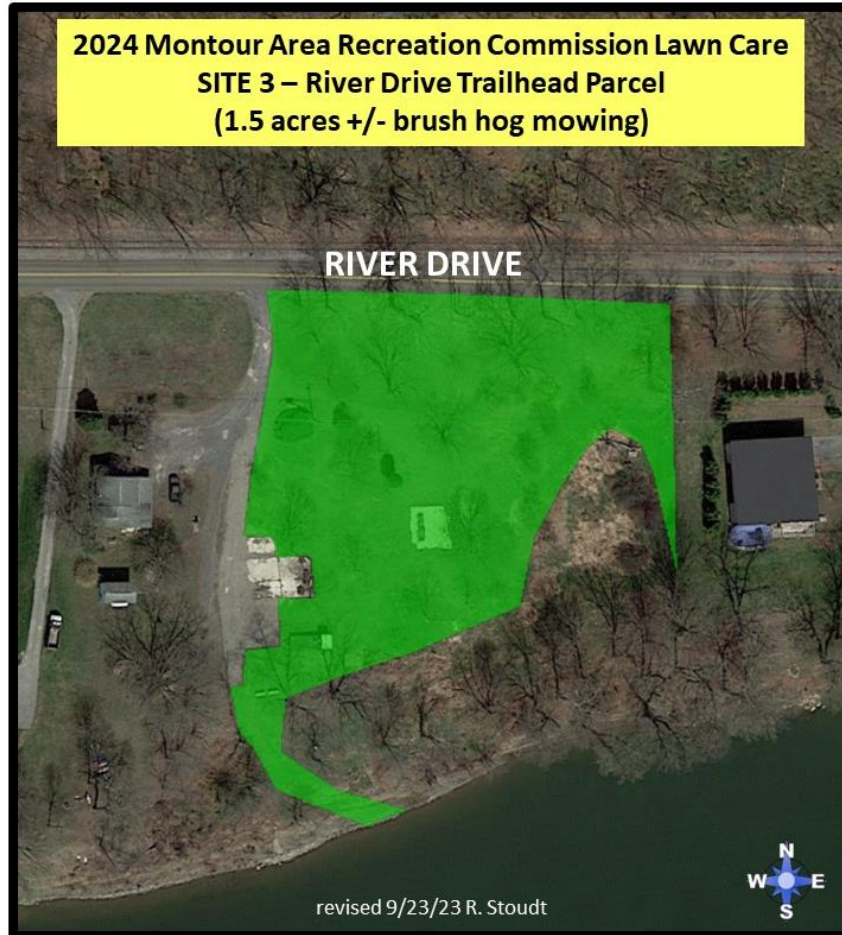 2024 Montour Area Recreation Commission Lawn Care
SITE 3 – River Drive Trailhead Parcel
(1.5 acres +/- brush hog mowing)
RIVER DRIVE
N
W E
S
revised 9/23/23 R. Stoudt